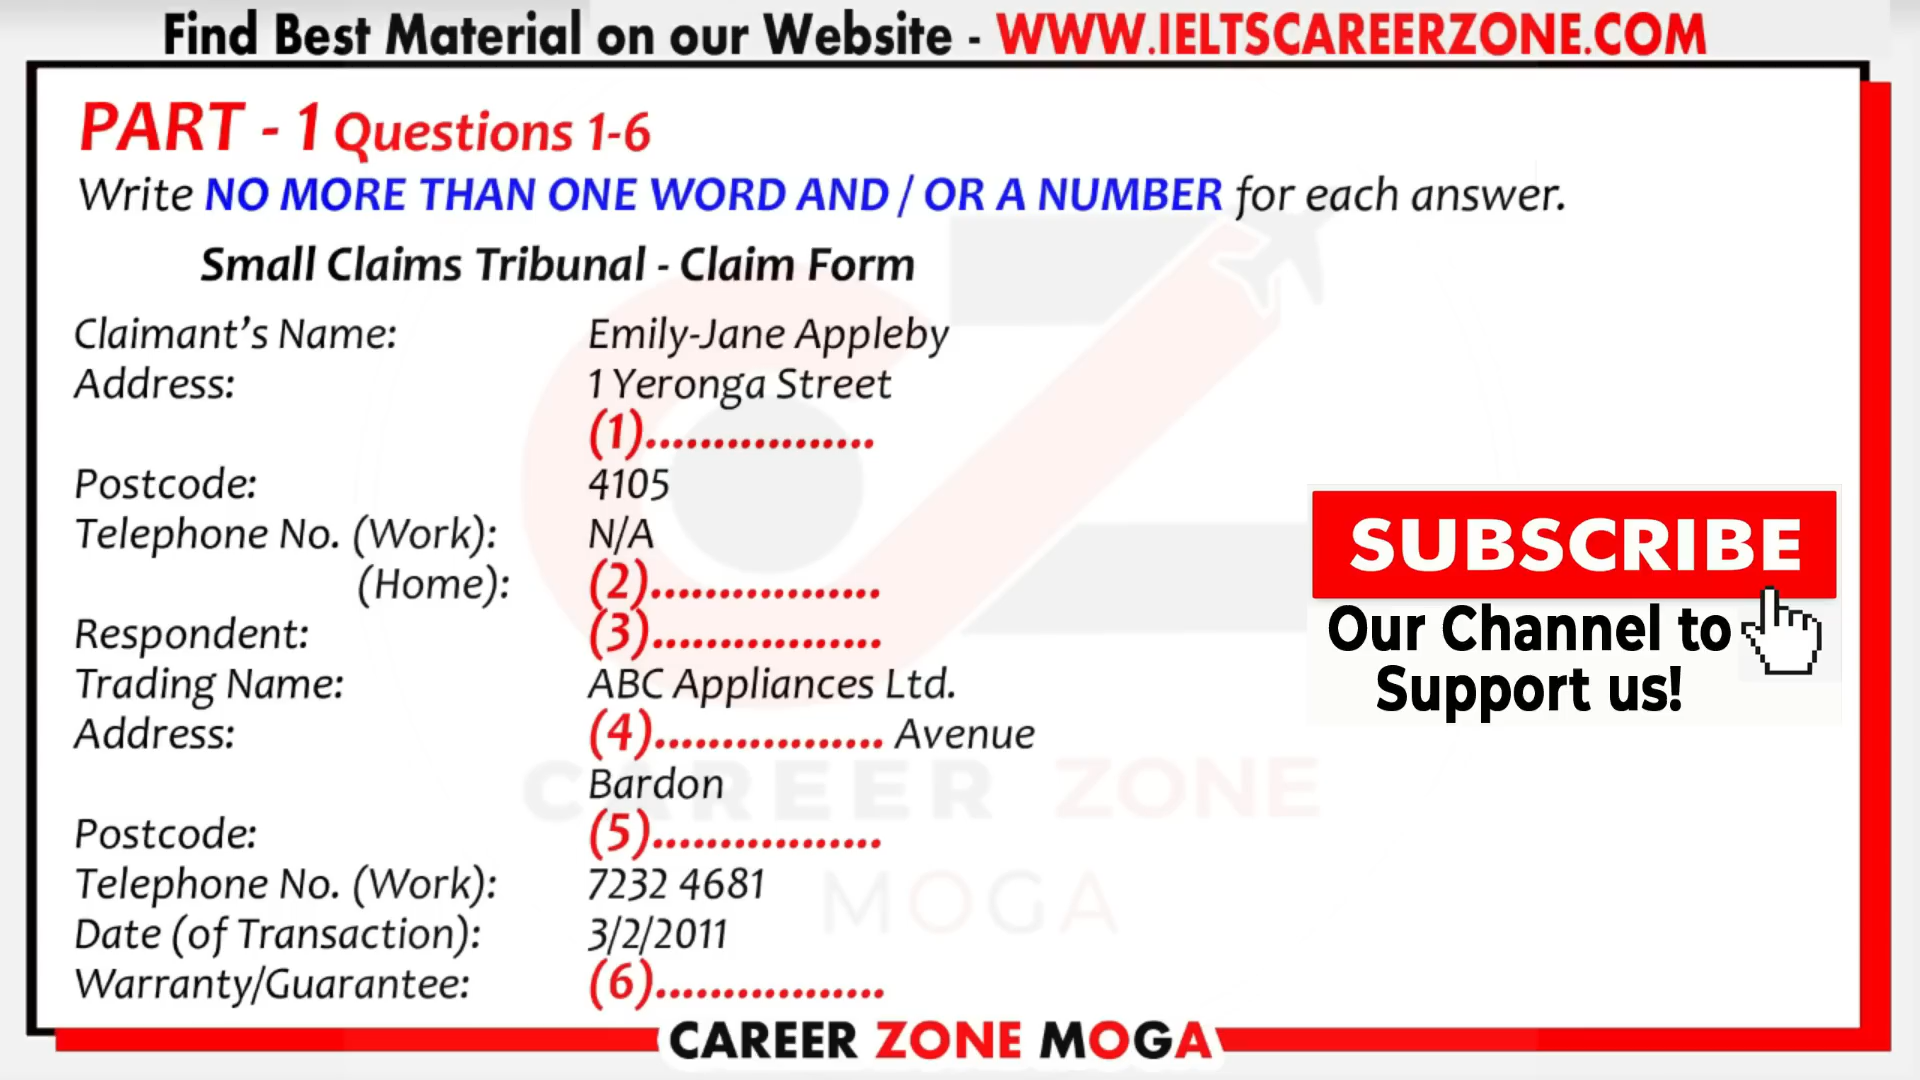 Find Best Material on our Website - WWW.IELTSCAREERZONE.COM
PART - 1 Questions 1-6
Write NO MORE THAN ONE WORD AND / OR A NUMBER for each answer.
Small Claims Tribunal - Claim Form
Claimant's Name: Emily-Jane Appleby
Address: 1 Yeronga Street
(1).................
Postcode: 4105
Telephone No. (Work): N/A
(Home): (2).................
Respondent: (3).................
Trading Name: ABC Appliances Ltd.
Address: (4)................. Avenue
Bardon
Postcode: (5).................
Telephone No. (Work): 7232 4681
Date (of Transaction): 3/2/2011
Warranty/Guarantee: (6).................
SUBSCRIBE
Our Channel to
Support us!
CAREER ZONE
MOGA
CAREER ZONE MOGA